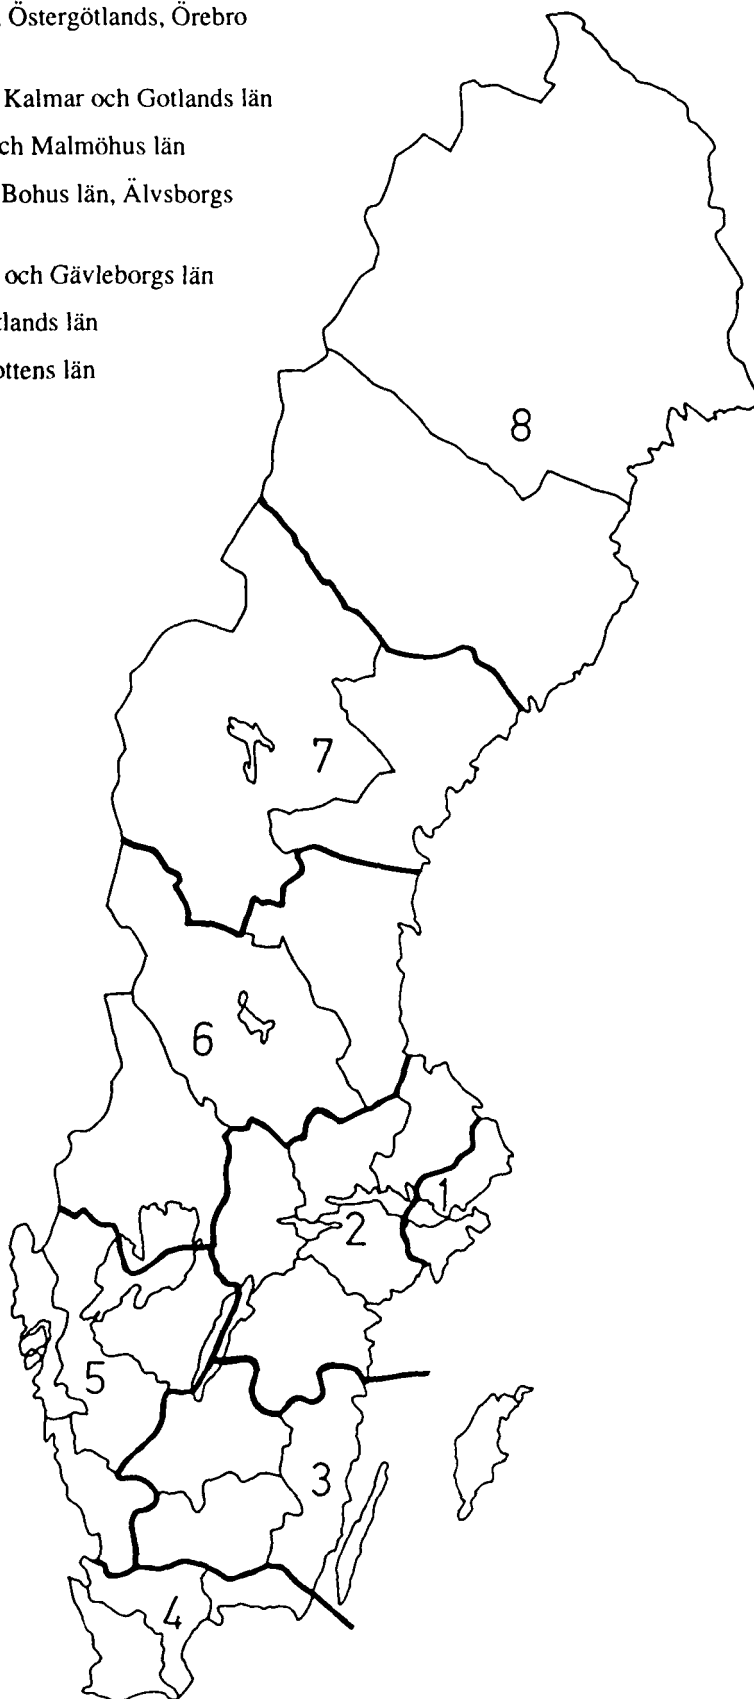 , Östergötlands, Örebro
Kalmar och Gotlands län
ch Malmöhus län
Bohus län, Älvsborgs
och Gävleborgs län
tlands län
ottens län
8
7
6
1
2
5
3
4